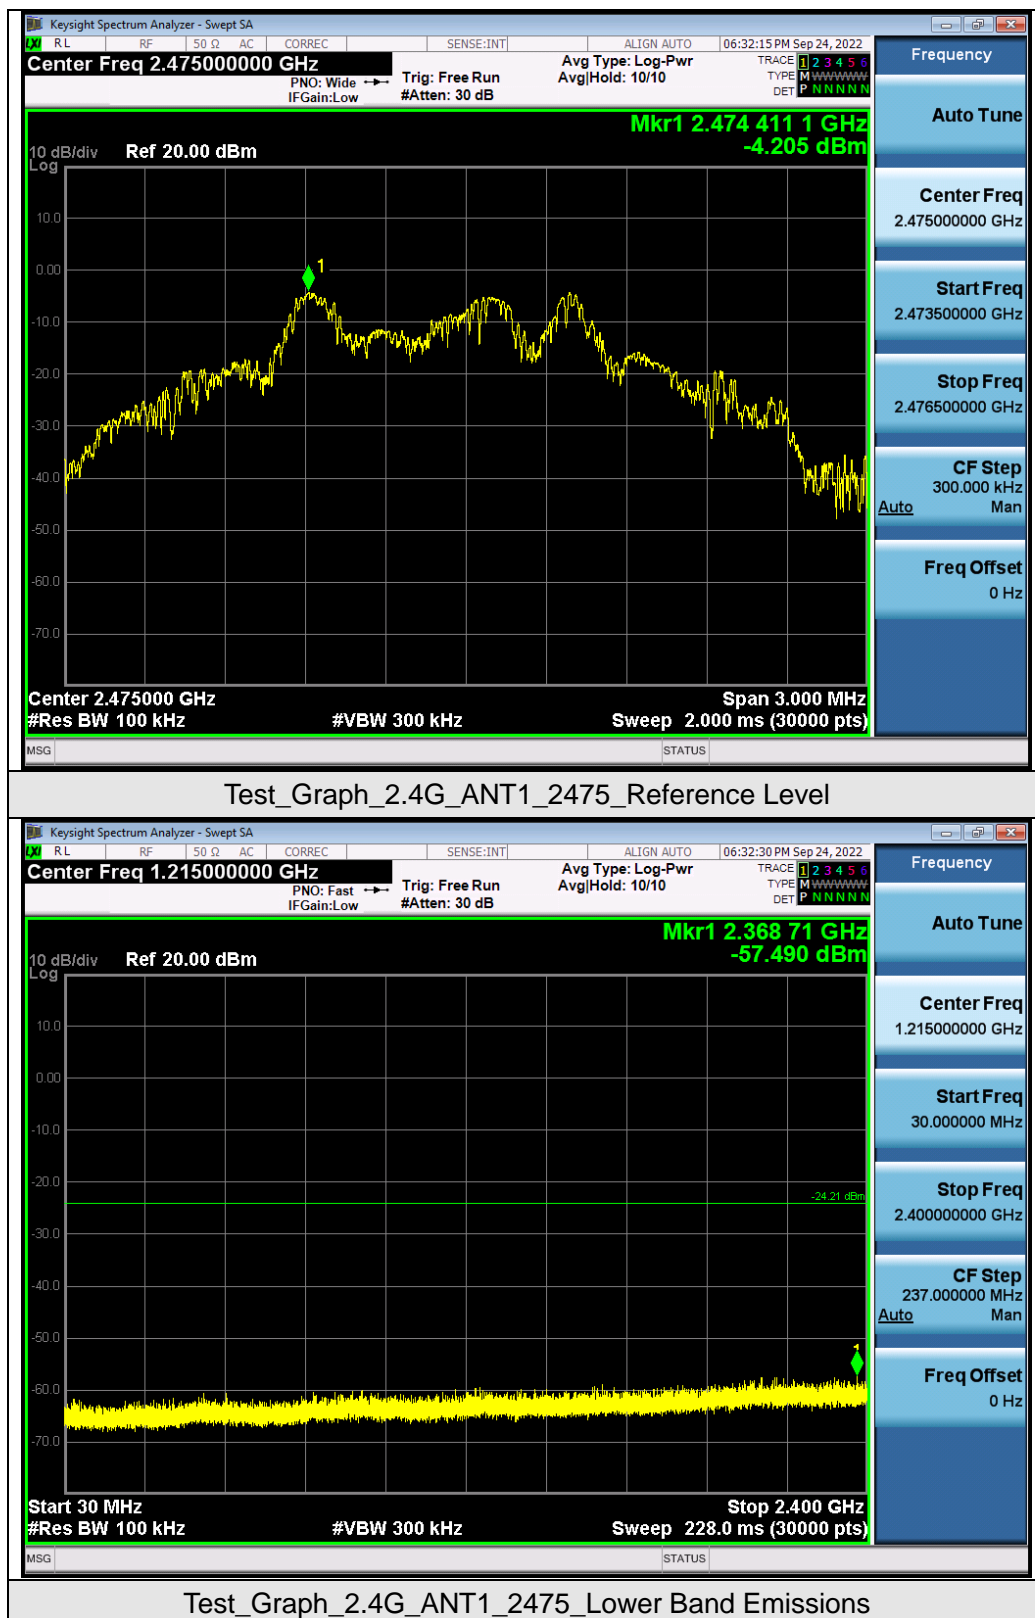 Keysight Spectrum Analyzer - Swept SA
LXI RL RF 50 Ω AC CORREC SENSE:INT ALIGN AUTO 06:32:15 PM Sep 24, 2022
Center Freq 2.475000000 GHz
PNO: Wide
IFGain:Low
Trig: Free Run
#Atten: 30 dB
Avg Type: Log-Pwr
Avg|Hold: 10/10
TRACE 1 2 3 4 5 6
TYPE M WWWWW
DET P N N N N N
Frequency
Mkr1 2.474 411 1 GHz
-4.205 dBm
10 dB/div Ref 20.00 dBm
Log
10.0
0.00
-10.0
-20.0
-30.0
-40.0
-50.0
-60.0
-70.0
1
Center 2.475000 GHz Span 3.000 MHz
#Res BW 100 kHz #VBW 300 kHz Sweep 2.000 ms (30000 pts)
MSG STATUS
Auto Tune
Center Freq
2.475000000 GHz
Start Freq
2.473500000 GHz
Stop Freq
2.476500000 GHz
CF Step
300.000 kHz
Auto Man
Freq Offset
0 Hz
Test_Graph_2.4G_ANT1_2475_Reference Level
Keysight Spectrum Analyzer - Swept SA
LXI RL RF 50 Ω AC CORREC SENSE:INT ALIGN AUTO 06:32:30 PM Sep 24, 2022
Center Freq 1.215000000 GHz
PNO: Fast
IFGain:Low
Trig: Free Run
#Atten: 30 dB
Avg Type: Log-Pwr
Avg|Hold: 10/10
TRACE 1 2 3 4 5 6
TYPE M WWWWW
DET P N N N N N
Frequency
Mkr1 2.368 71 GHz
-57.490 dBm
10 dB/div Ref 20.00 dBm
Log
10.0
0.00
-10.0
-20.0
-30.0
-40.0
-50.0
-60.0
-70.0
-24.21 dBm
1
Start 30 MHz Stop 2.400 GHz
#Res BW 100 kHz #VBW 300 kHz Sweep 228.0 ms (30000 pts)
MSG STATUS
Auto Tune
Center Freq
1.215000000 GHz
Start Freq
30.000000 MHz
Stop Freq
2.400000000 GHz
CF Step
237.000000 MHz
Auto Man
Freq Offset
0 Hz
Test_Graph_2.4G_ANT1_2475_Lower Band Emissions